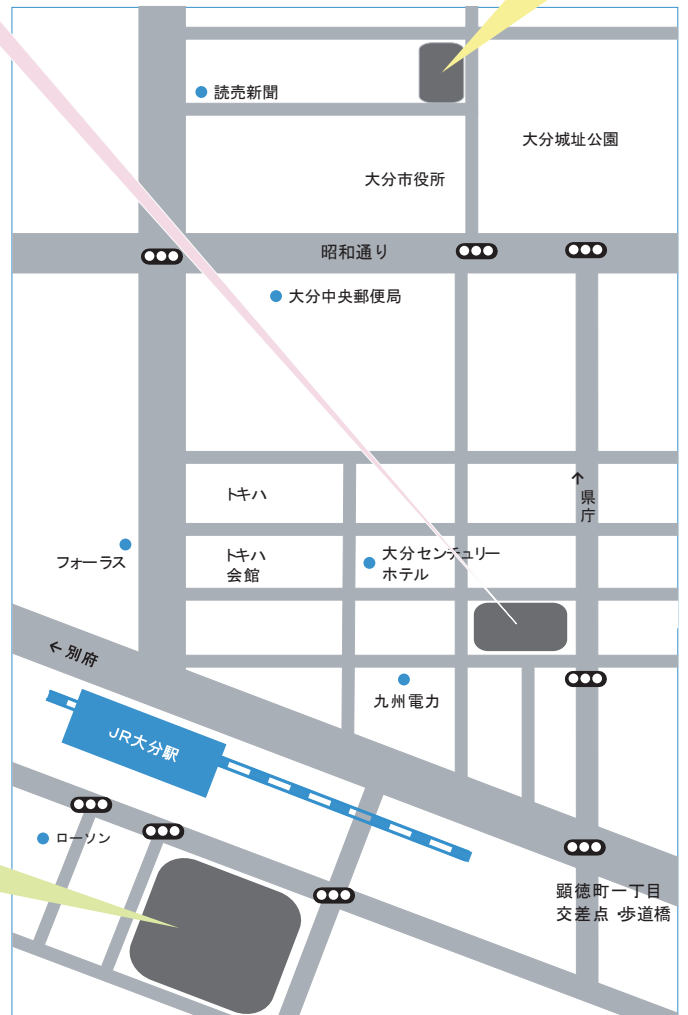 読売新聞
大分城址公園
大分市役所
昭和通り
大分中央郵便局
↑
県
庁
トキハ
トキハ
会館
大分センチュリー
ホテル
フォーラス
←別府
九州電力
JR大分駅
ローソン
顕徳町一丁目
交差点・歩道橋